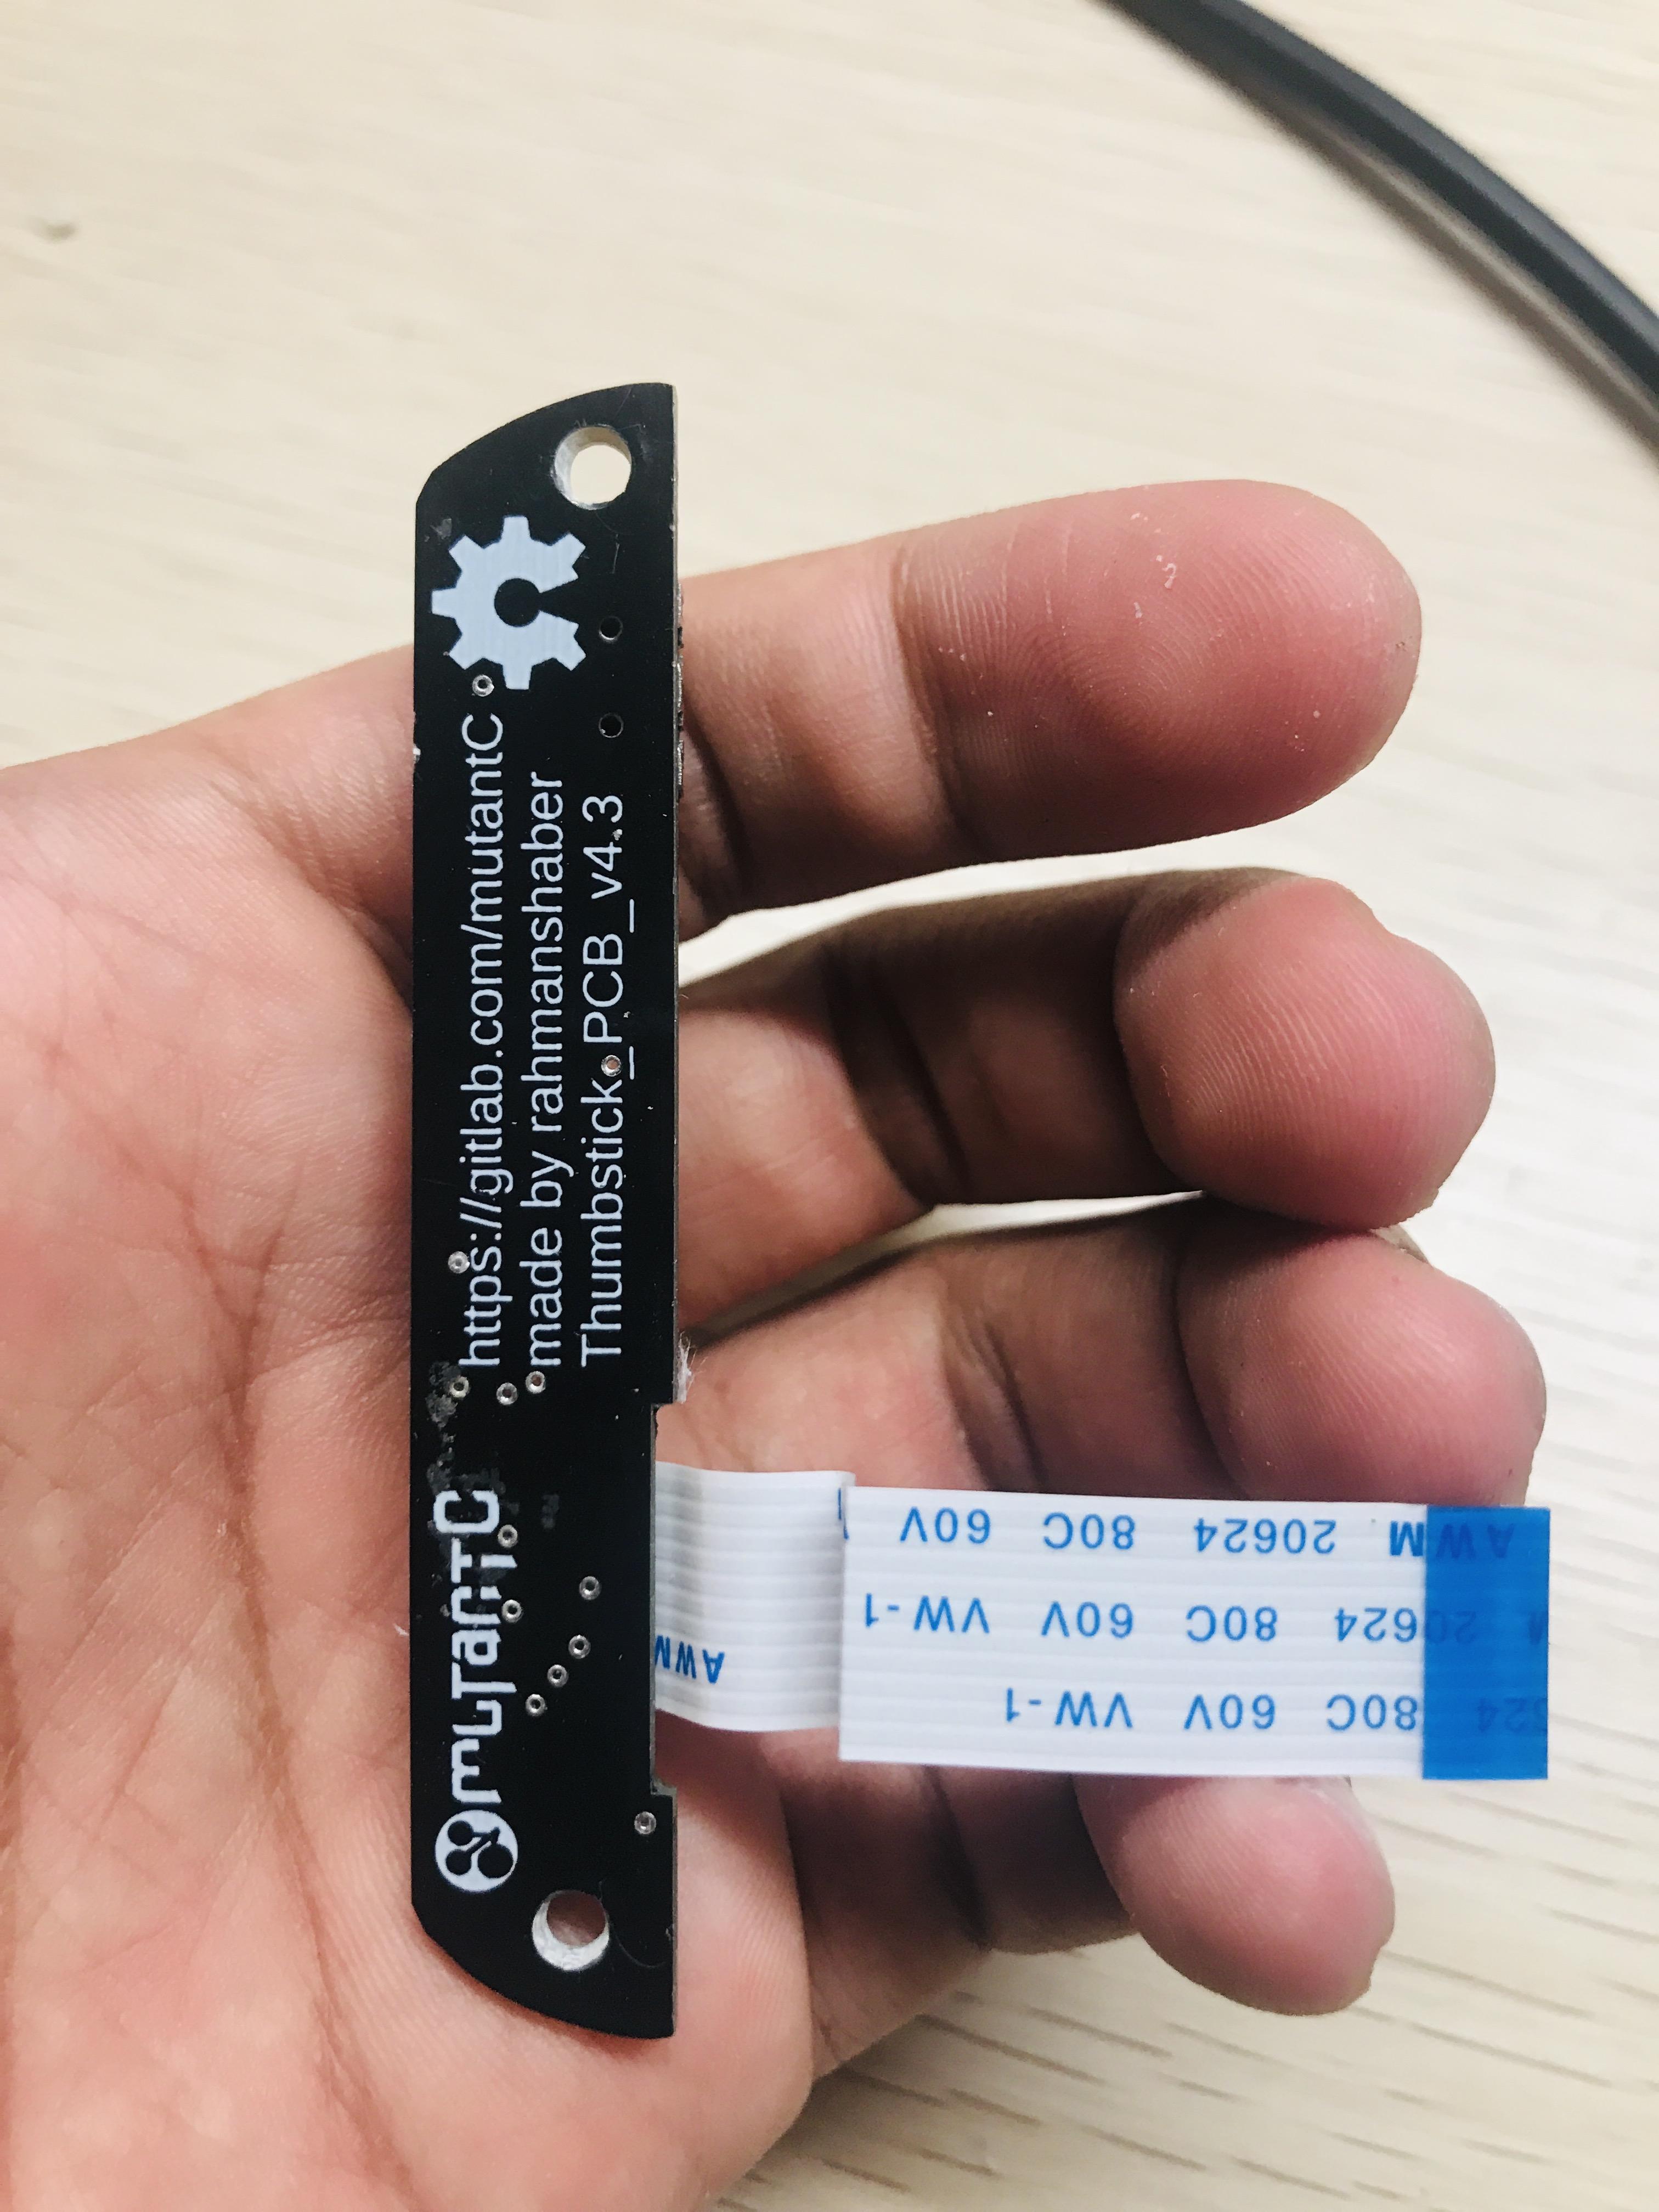 mutantC
https://gitlab.com/mutantC
made by rahmanshaber
Thumbstick_PCB_v4.3
AWM
AWM 20624 80C 60V
20624 80C 60V VW-1
80C 60V VW-1